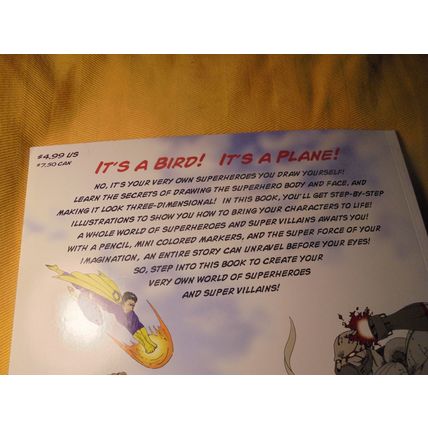 $4.99 US
$7.50 CAN
IT'S A BIRD! IT'S A PLANE!
NO, IT'S YOUR VERY OWN SUPERHEROES YOU DRAW YOURSELF!
LEARN THE SECRETS OF DRAWING THE SUPERHERO BODY AND FACE, AND
MAKING IT LOOK THREE-DIMENSIONAL! IN THIS BOOK, YOU'LL GET STEP-BY-STEP
ILLUSTRATIONS TO SHOW YOU HOW TO BRING YOUR CHARACTERS TO LIFE!
A WHOLE WORLD OF SUPERHEROES AND SUPER VILLAINS AWAITS YOU!
WITH A PENCIL, MINI COLORED MARKERS, AND THE SUPER FORCE OF YOUR
IMAGINATION, AN ENTIRE STORY CAN UNRAVEL BEFORE YOUR EYES!
SO, STEP INTO THIS BOOK TO CREATE YOUR
VERY OWN WORLD OF SUPERHEROES
AND SUPER VILLAINS!